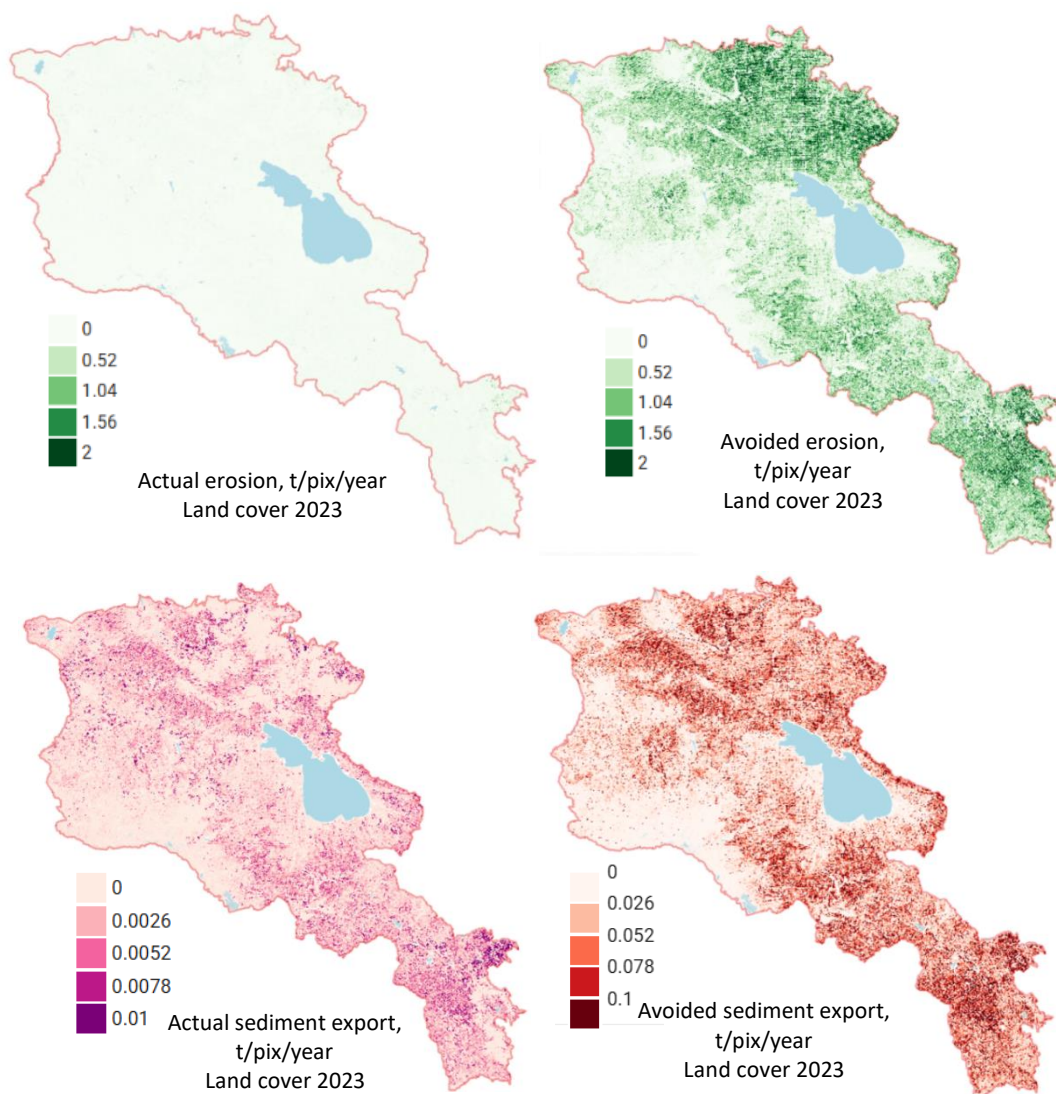 0
0.52
1.04
1.56
2
Actual erosion, t/pix/year
Land cover 2023
0
0.52
1.04
1.56
2
Avoided erosion,
t/pix/year
Land cover 2023
0
0.0026
0.0052
0.0078
0.01
Actual sediment export,
t/pix/year
Land cover 2023
0
0.026
0.052
0.078
0.1
Avoided sediment export,
t/pix/year
Land cover 2023